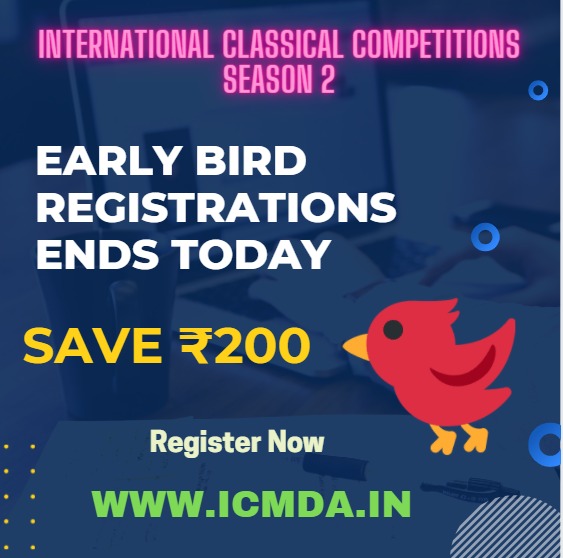 INTERNATIONAL CLASSICAL COMPETITIONS
SEASON 2
EARLY BIRD
REGISTRATIONS
ENDS TODAY
SAVE ₹200
Register Now
WWW.ICMDA.IN